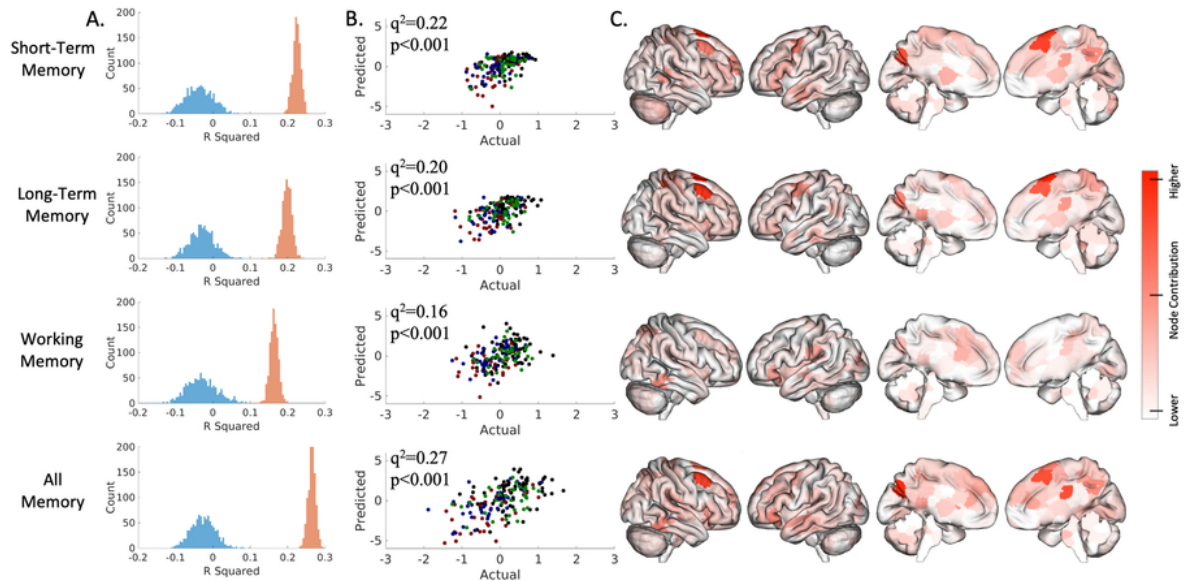 A.
B.
C.
Short-Term
Memory
Count
200
150
100
50
0
-0.2 -0.1 0 0.1 0.2 0.3
R Squared
q²=0.22
p<0.001
Predicted
5
0
-5
-3 -2 -1 0 1 2 3
Actual
Long-Term
Memory
Count
200
150
100
50
0
-0.2 -0.1 0 0.1 0.2 0.3
R Squared
q²=0.20
p<0.001
Predicted
5
0
-5
-3 -2 -1 0 1 2 3
Actual
Working
Memory
Count
200
150
100
50
0
-0.2 -0.1 0 0.1 0.2 0.3
R Squared
q²=0.16
p<0.001
Predicted
5
0
-5
-3 -2 -1 0 1 2 3
Actual
All
Memory
Count
200
150
100
50
0
-0.2 -0.1 0 0.1 0.2 0.3
R Squared
q²=0.27
p<0.001
Predicted
5
0
-5
-3 -2 -1 0 1 2 3
Actual
Higher
Node Contribution
Lower